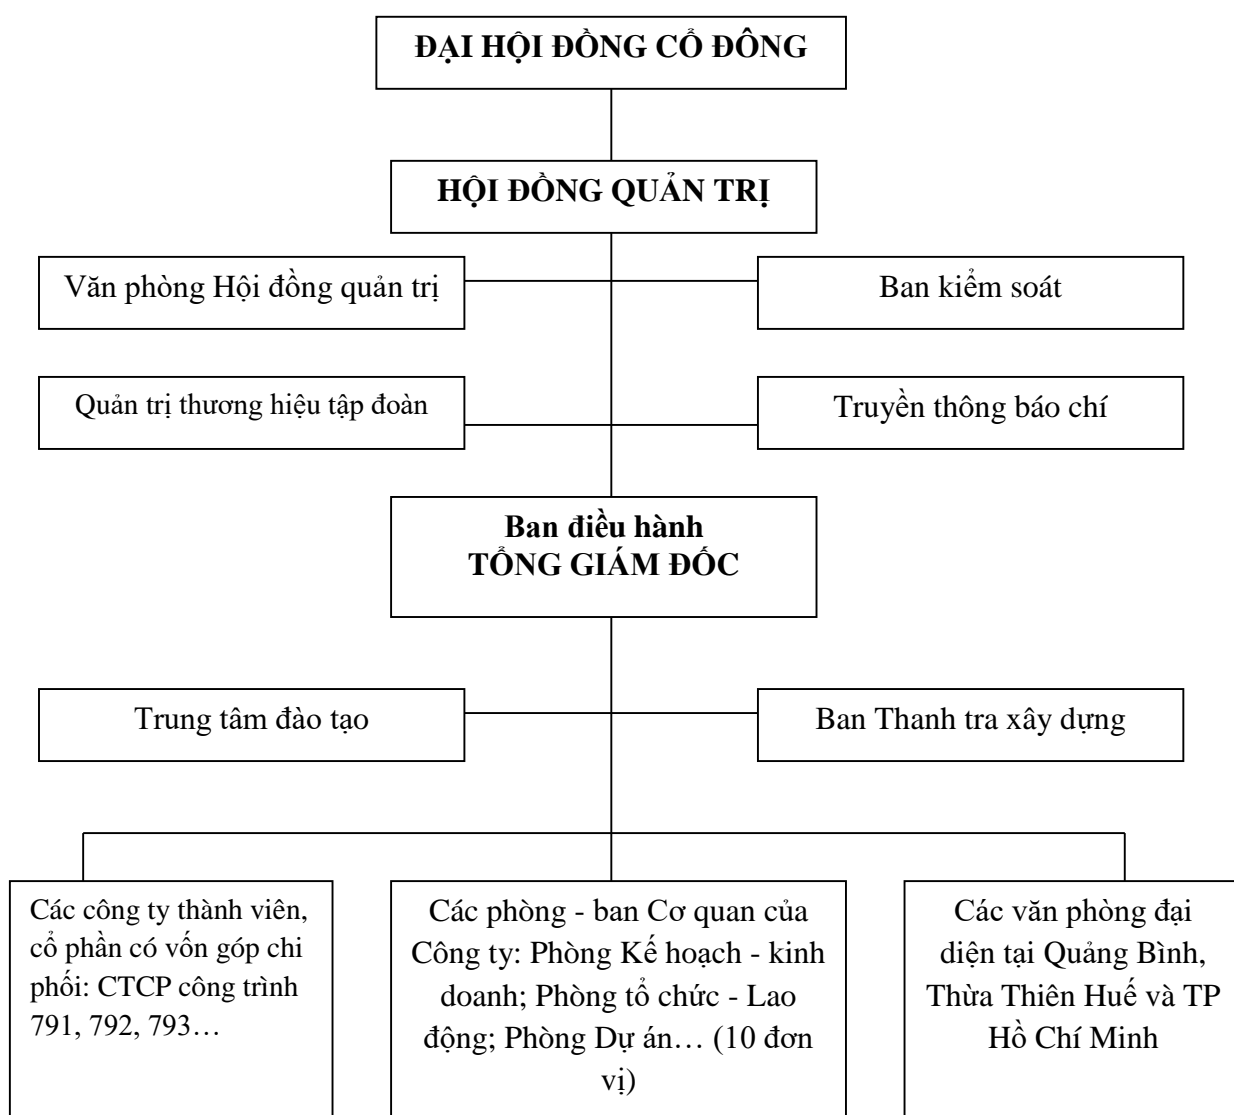 ĐẠI HỘI ĐỒNG CỔ ĐÔNG
HỘI ĐỒNG QUẢN TRỊ
Văn phòng Hội đồng quản trị
Ban kiểm soát
Quản trị thương hiệu tập đoàn
Truyền thông báo chí
Ban điều hành
TỔNG GIÁM ĐỐC
Trung tâm đào tạo
Ban Thanh tra xây dựng
Các công ty thành viên,
cổ phần có vốn góp chi
phối: CTCP công trình
791, 792, 793…
Các phòng - ban Cơ quan của
Công ty: Phòng Kế hoạch - kinh
doanh; Phòng tổ chức - Lao
động; Phòng Dự án… (10 đơn
vị)
Các văn phòng đại
diện tại Quảng Bình,
Thừa Thiên Huế và TP
Hồ Chí Minh